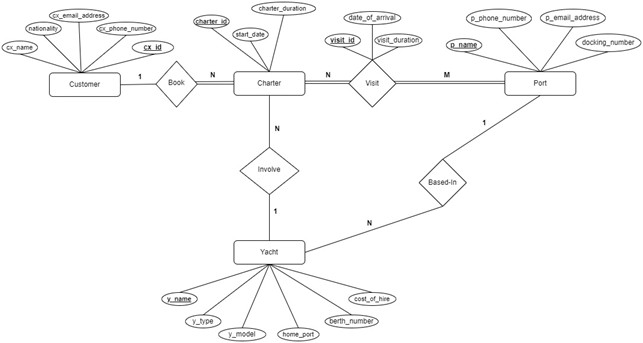 charter_duration
cx_email_address
date_of_arrival
p_phone_number
p_email_address
nationality
cx_phone_number
charter_id
start_date
visit_id
visit_duration
p_name
docking_number
cx_name
cx_id
Customer
1
Book
N
Charter
N
Visit
M
Port
N
1
Involve
Based-In
1
N
Yacht
y_name
cost_of_hire
y_type
berth_number
y_model
home_port